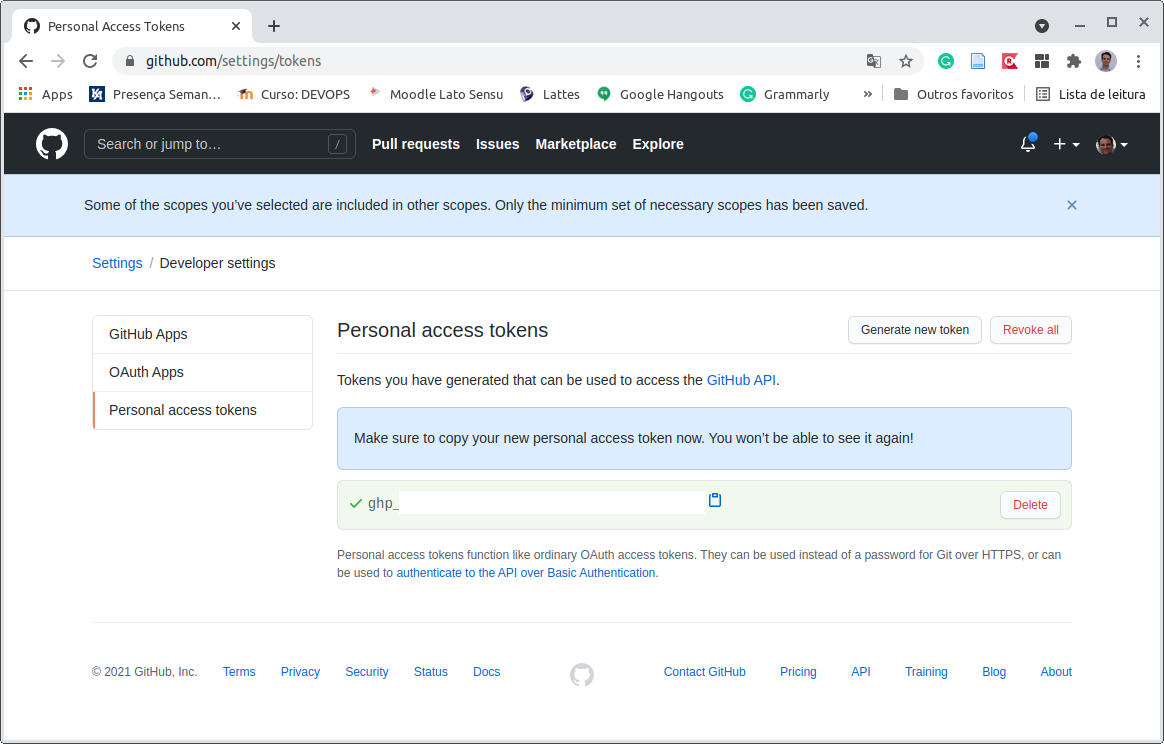 Personal Access Tokens
github.com/settings/tokens
Apps Presença Seman... Curso: DEVOPS Moodle Lato Sensu Lattes Google Hangouts Grammarly » Outros favoritos Lista de leitura
Search or jump to… / Pull requests Issues Marketplace Explore
Some of the scopes you’ve selected are included in other scopes. Only the minimum set of necessary scopes has been saved.
Settings / Developer settings
GitHub Apps
OAuth Apps
Personal access tokens
Personal access tokens
Generate new token Revoke all
Tokens you have generated that can be used to access the GitHub API.
Make sure to copy your new personal access token now. You won’t be able to see it again!
ghp_ Delete
Personal access tokens function like ordinary OAuth access tokens. They can be used instead of a password for Git over HTTPS, or can
be used to authenticate to the API over Basic Authentication.
© 2021 GitHub, Inc. Terms Privacy Security Status Docs Contact GitHub Pricing API Training Blog About